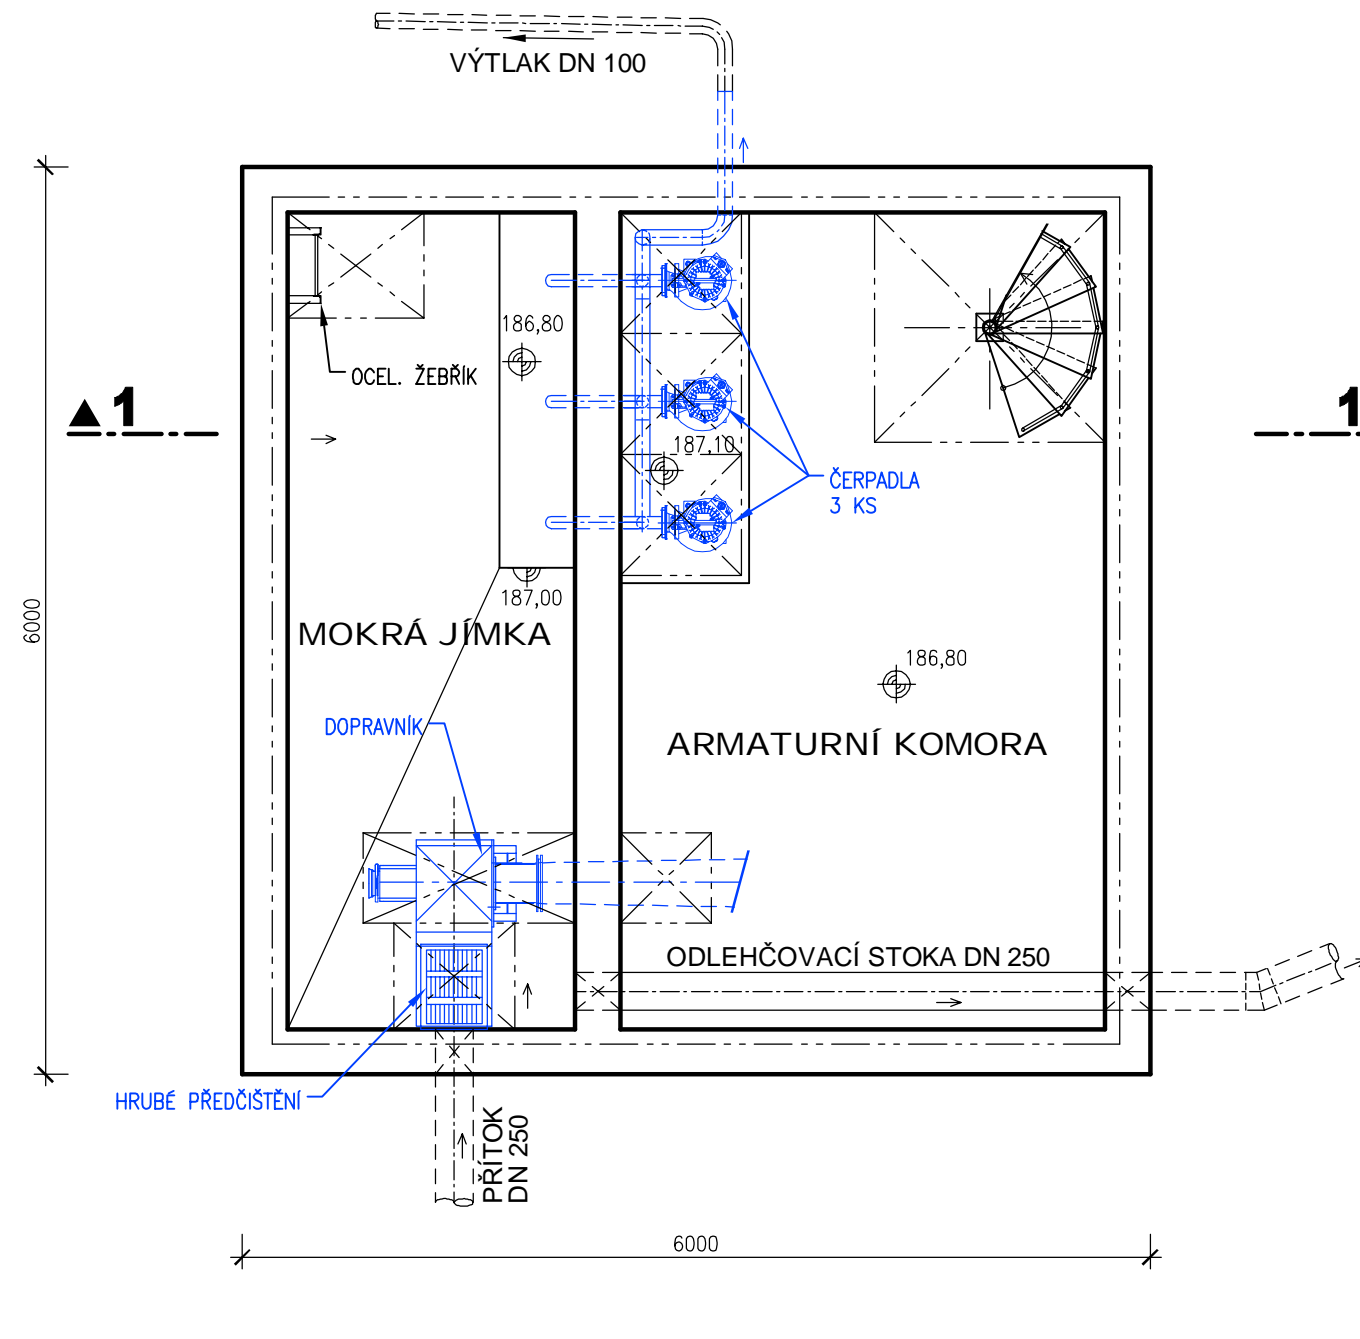 VÝTLAK DN 100
186,80
OCEL. ŽEBŘÍK
1
1
187,10
ČERPADLA
3 KS
187,00
6000
MOKRÁ JÍMKA
186,80
DOPRAVNÍK
ARMATURNÍ KOMORA
ODLEHČOVACÍ STOKA DN 250
HRUBÉ PŘEDČIŠTĚNÍ
PŘÍTOK
DN 250
6000